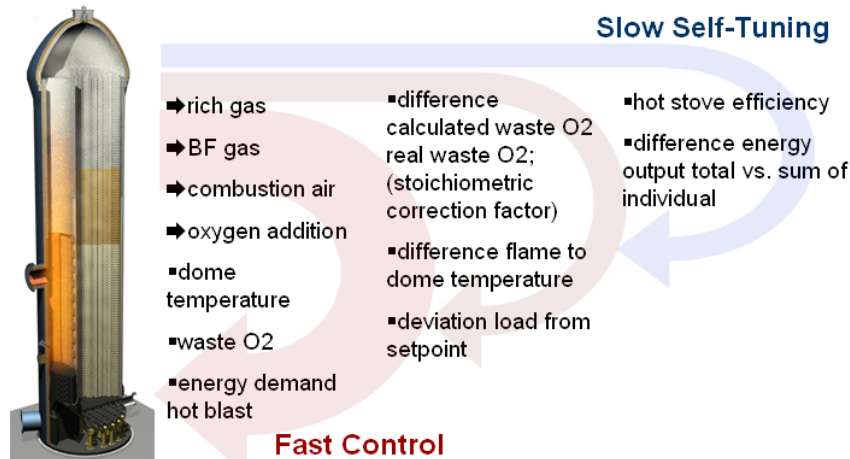 Slow Self-Tuning
➡rich gas
➡BF gas
➡combustion air
➡oxygen addition
▪dome
temperature
▪waste O2
▪energy demand
hot blast
▪difference
calculated waste O2
real waste O2;
(stoichiometric
correction factor)
▪difference flame to
dome temperature
▪deviation load from
setpoint
▪hot stove efficiency
▪difference energy
output total vs. sum of
individual
Fast Control